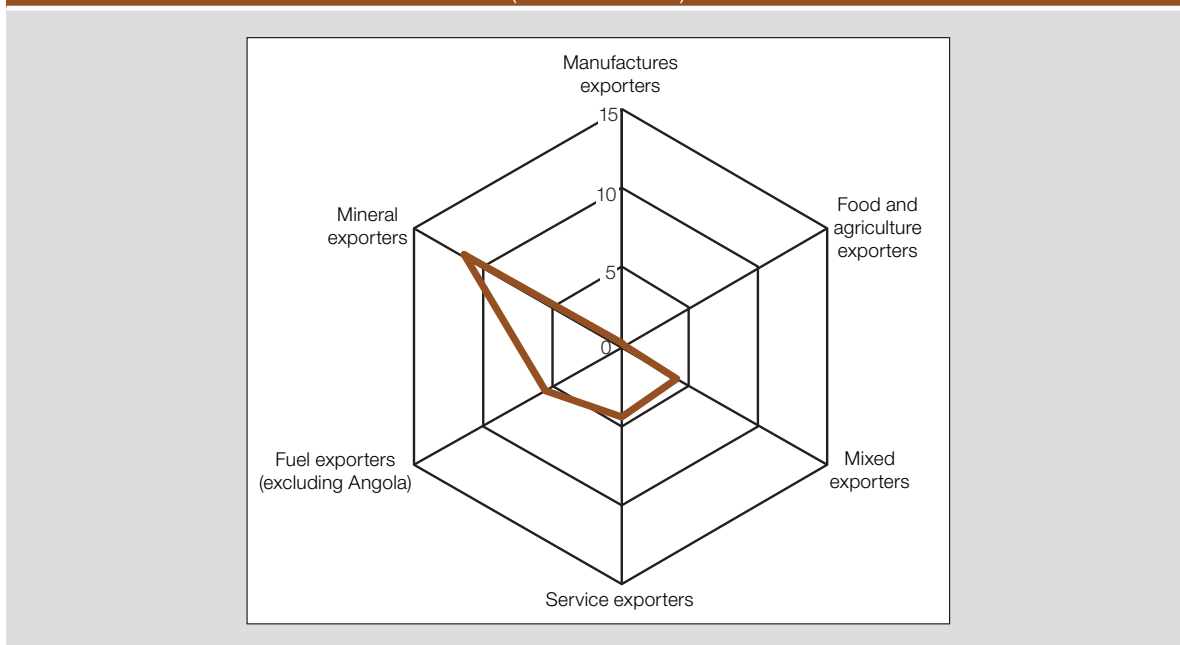 Manufactures
exporters
15
10
5
0
Food and
agriculture
exporters
Mineral
exporters
Fuel exporters
(excluding Angola)
Mixed
exporters
Service exporters